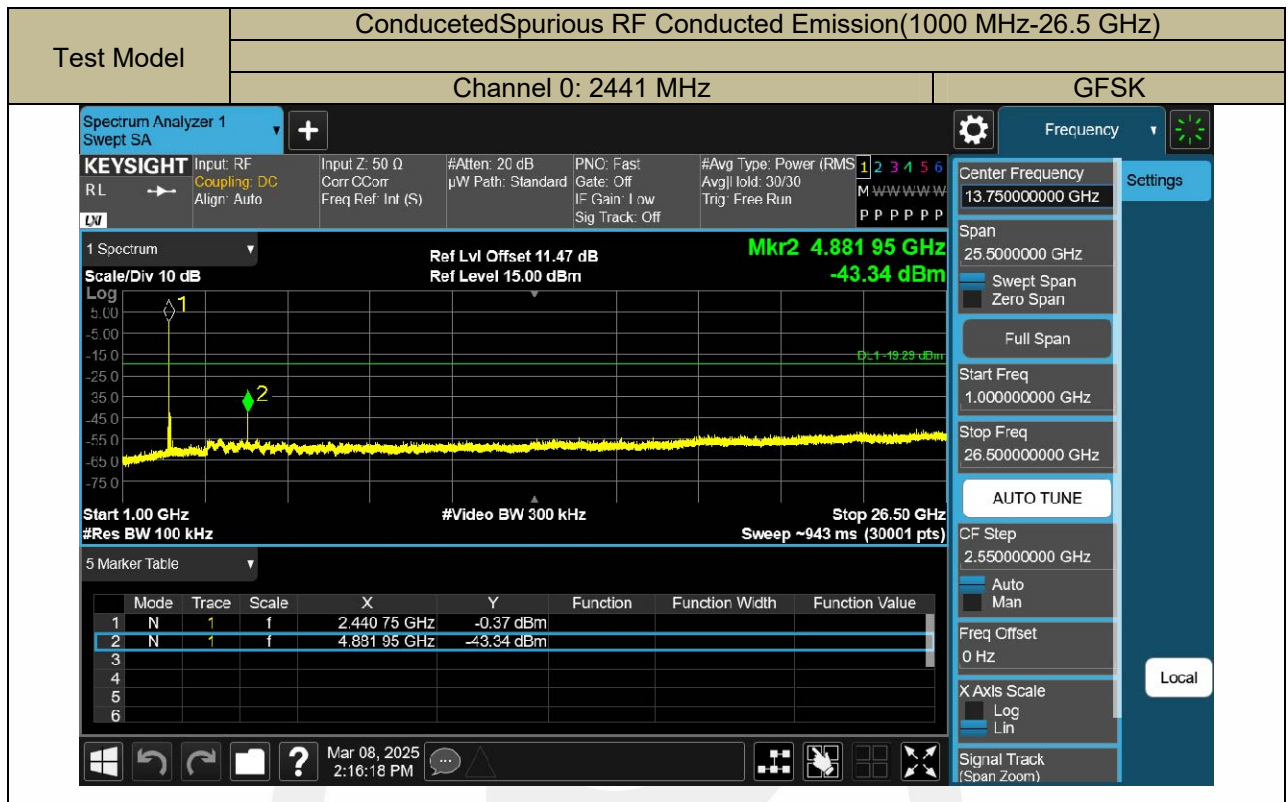 Test Model
ConducetedSpurious RF Conducted Emission(1000 MHz-26.5 GHz)
Channel 0: 2441 MHz
GFSK
Spectrum Analyzer 1
Swept SA
Frequency
KEYSIGHT
RL
LXI
Input: RF
Coupling: DC
Align: Auto
Input Z: 50 Ω
Corr CCorr
Freq Ref: Int (S)
#Atten: 20 dB
µW Path: Standard
PNO: Fast
Gate: Off
IF Gain: Low
Sig Track: Off
#Avg Type: Power (RMS
Avg|Hold: 30/30
Trig: Free Run
1 2 3 4 5 6
M W W W W W
P P P P P P
1 Spectrum
Scale/Div 10 dB
Log
Ref Lvl Offset 11.47 dB
Ref Level 15.00 dBm
Mkr2 4.881 95 GHz
-43.34 dBm
5.00
-5.00
-15.0
-25.0
-35.0
-45.0
-55.0
-65.0
-75.0
1
2
DL1 -19.29 dBm
Start 1.00 GHz
#Res BW 100 kHz
#Video BW 300 kHz
Stop 26.50 GHz
Sweep ~943 ms (30001 pts)
5 Marker Table
Mode Trace Scale X Y Function Function Width Function Value
1 N 1 f 2.440 75 GHz -0.37 dBm
2 N 1 f 4.881 95 GHz -43.34 dBm
3
4
5
6
Mar 08, 2025
2:16:18 PM
Center Frequency
13.750000000 GHz
Span
25.5000000 GHz
Swept Span
Zero Span
Full Span
Start Freq
1.000000000 GHz
Stop Freq
26.500000000 GHz
AUTO TUNE
CF Step
2.550000000 GHz
Auto
Man
Freq Offset
0 Hz
X Axis Scale
Log
Lin
Signal Track
(Span Zoom)
Settings
Local